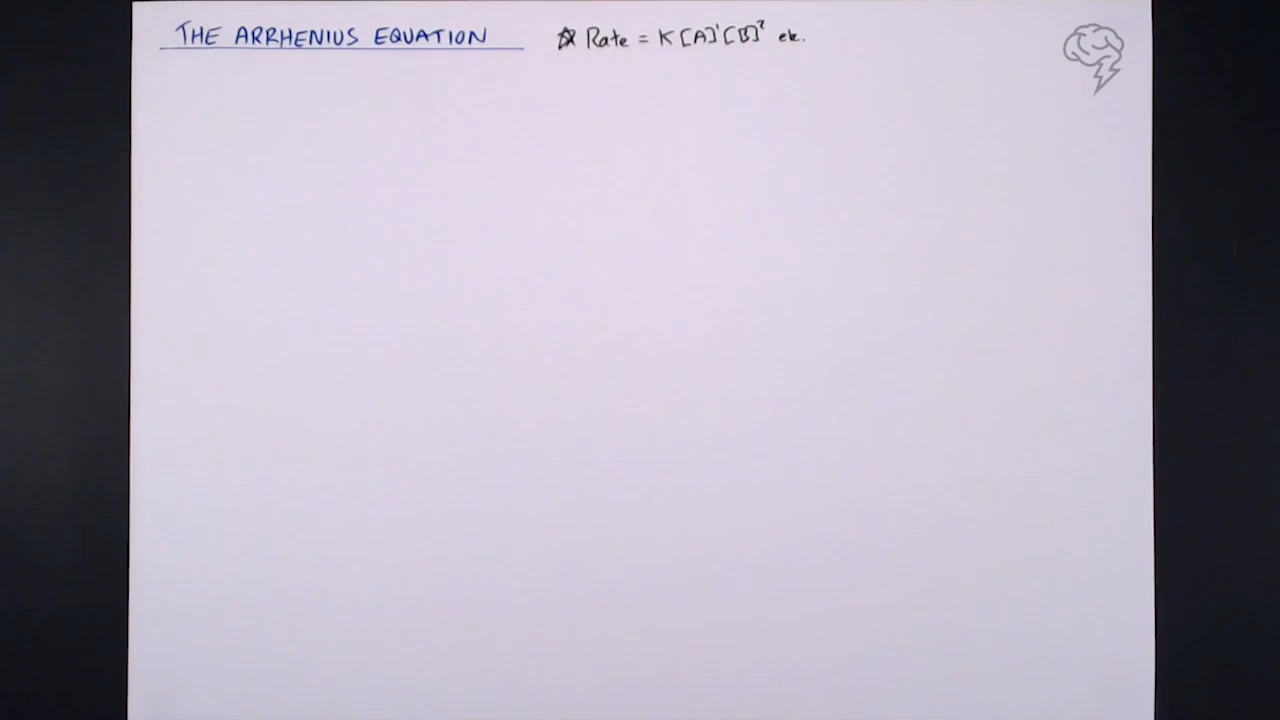 THE ARRHENIUS EQUATION ☆ Rate = K [A]¹ [B]² etc.